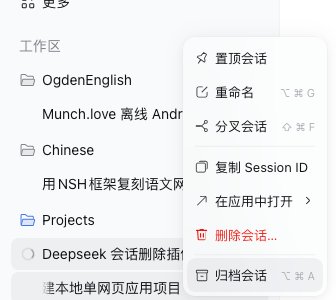 更多
工作区
OgdenEnglish
Munch.love 离线 Andr
Chinese
用NSH框架复刻语文网
Projects
Deepseek 会话删除插件
建本地单网页应用项目
置顶会话
重命名 ⌥ ⌘ G
分叉会话 ⇧ ⌘ F
复制 Session ID
在应用中打开
删除会话...
归档会话 ⌥ ⌘ A